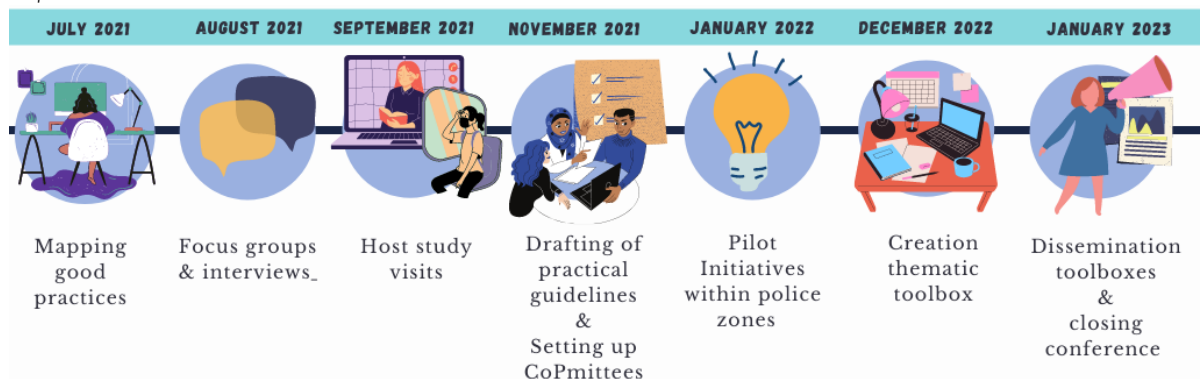 JULY 2021
AUGUST 2021
SEPTEMBER 2021
NOVEMBER 2021
JANUARY 2022
DECEMBER 2022
JANUARY 2023
Mapping
good
practices
Focus groups
& interviews_
Host study
visits
Drafting of
practical
guidelines
&
Setting up
CoPmittees
Pilot
Initiatives
within police
zones
Creation
thematic
toolbox
Dissemination
toolboxes
&
closing
conference